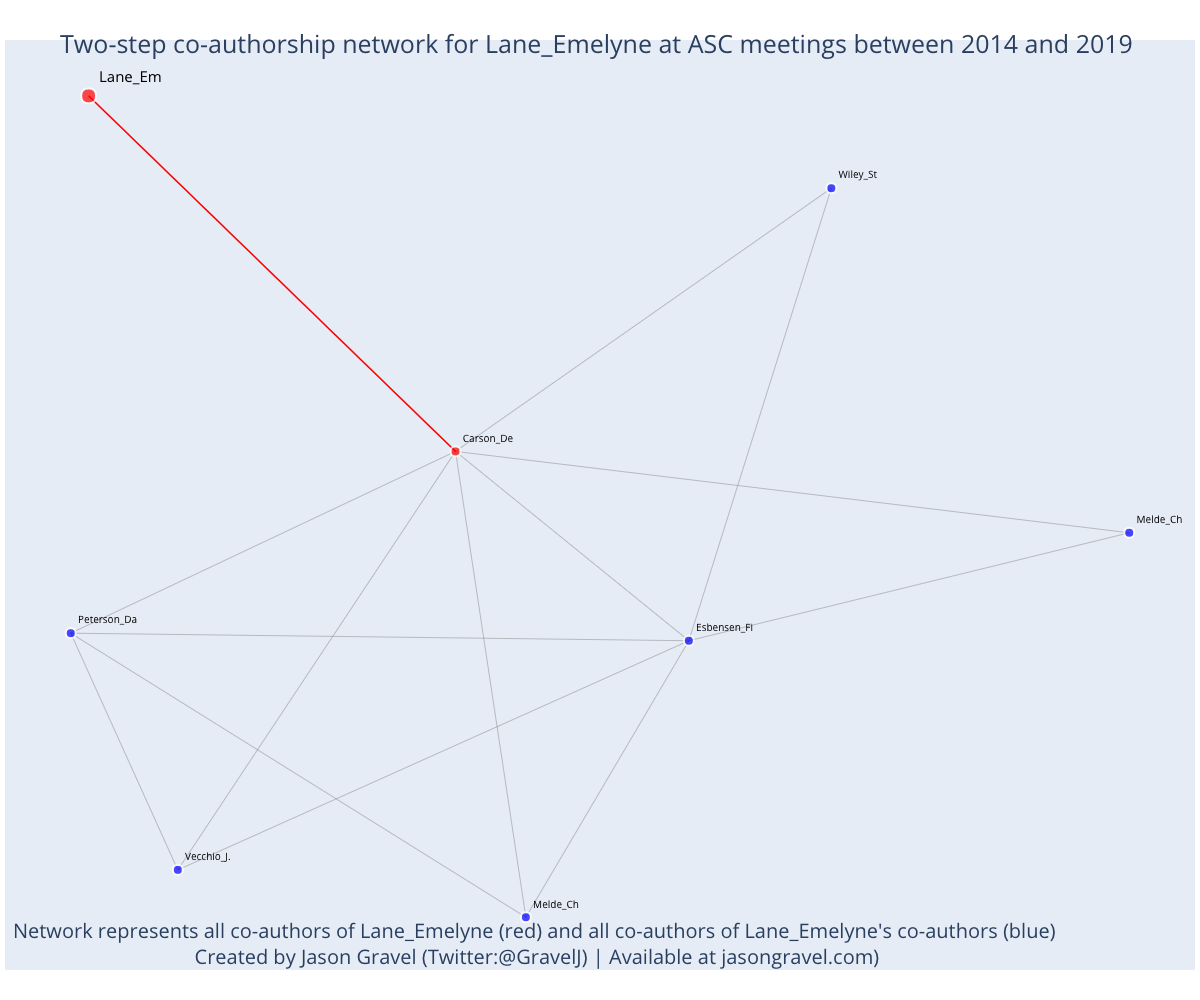 Two-step co-authorship network for Lane_Emelyne at ASC meetings between 2014 and 2019
Lane_Em
Wiley_St
Carson_De
Melde_Ch
Peterson_Da
Esbensen_Fi
Vecchio_J.
Melde_Ch
Network represents all co-authors of Lane_Emelyne (red) and all co-authors of Lane_Emelyne's co-authors (blue)
Created by Jason Gravel (Twitter:@GravelJ) | Available at jasongravel.com)